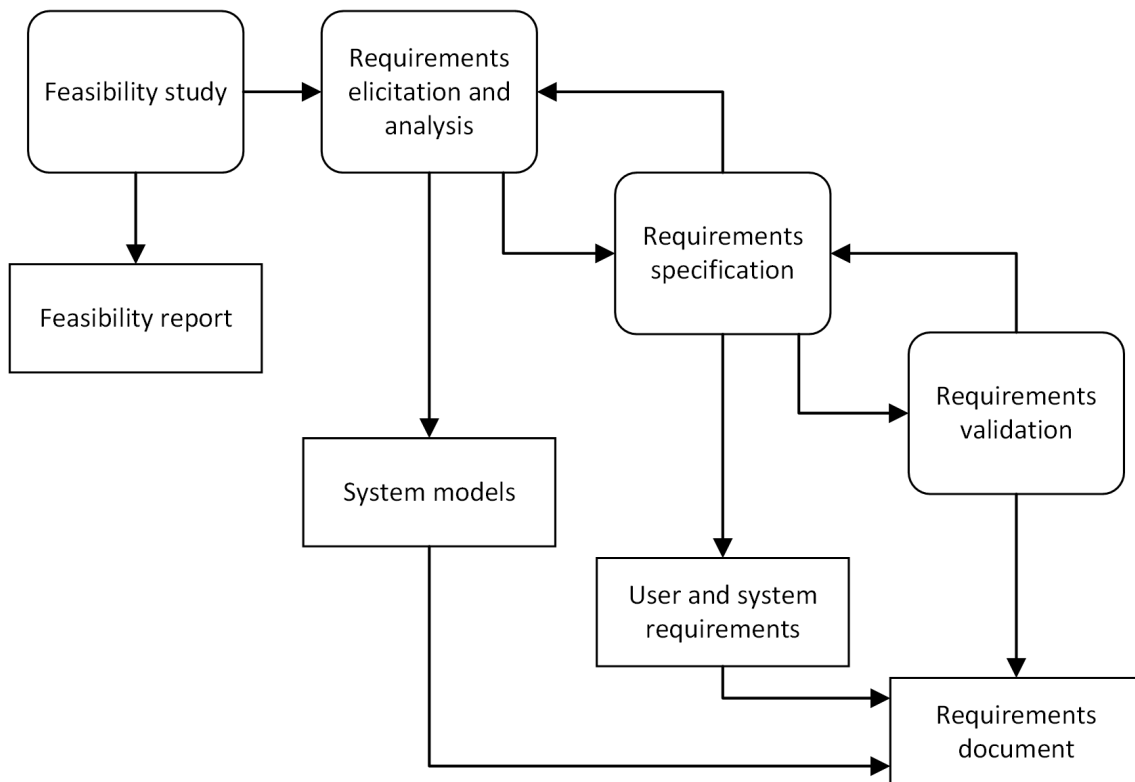 Feasibility study
Requirements
elicitation and
analysis
Requirements
specification
Feasibility report
Requirements
validation
System models
User and system
requirements
Requirements
document